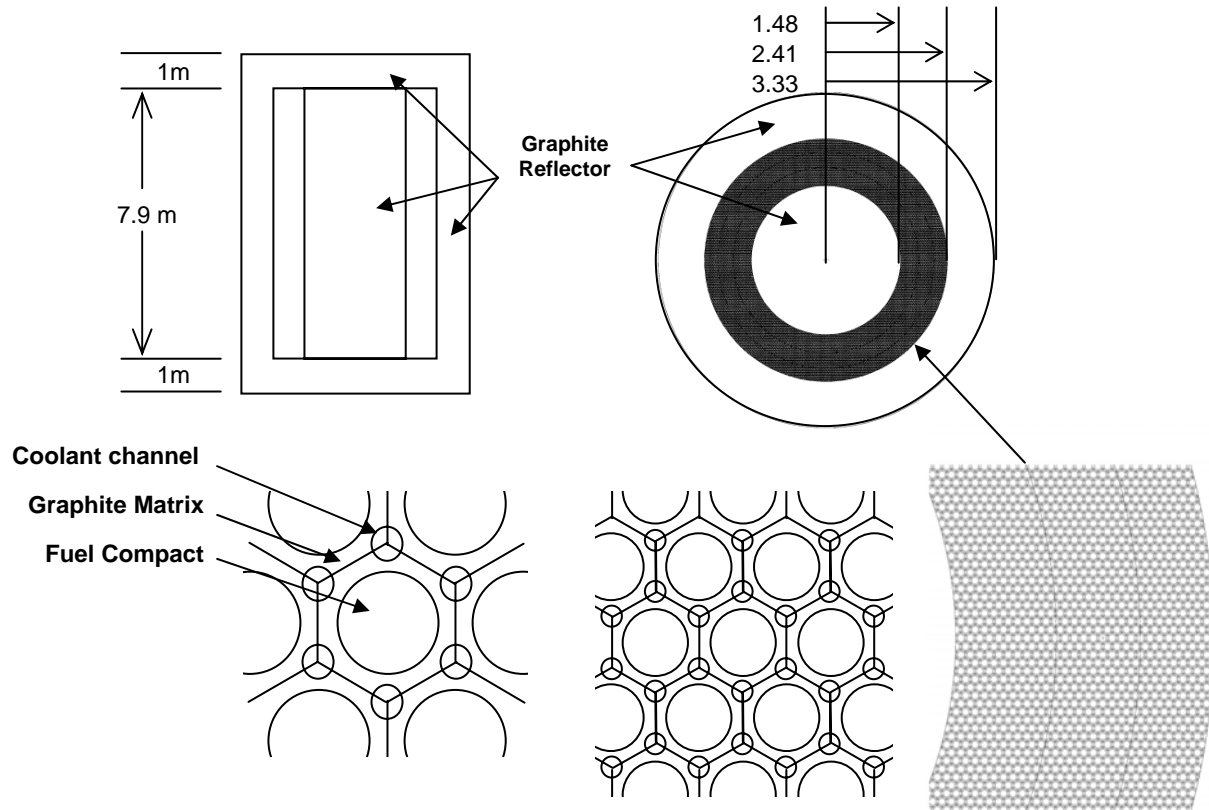 1m
7.9 m
1m
Graphite
Reflector
1.48
2.41
3.33
Coolant channel
Graphite Matrix
Fuel Compact